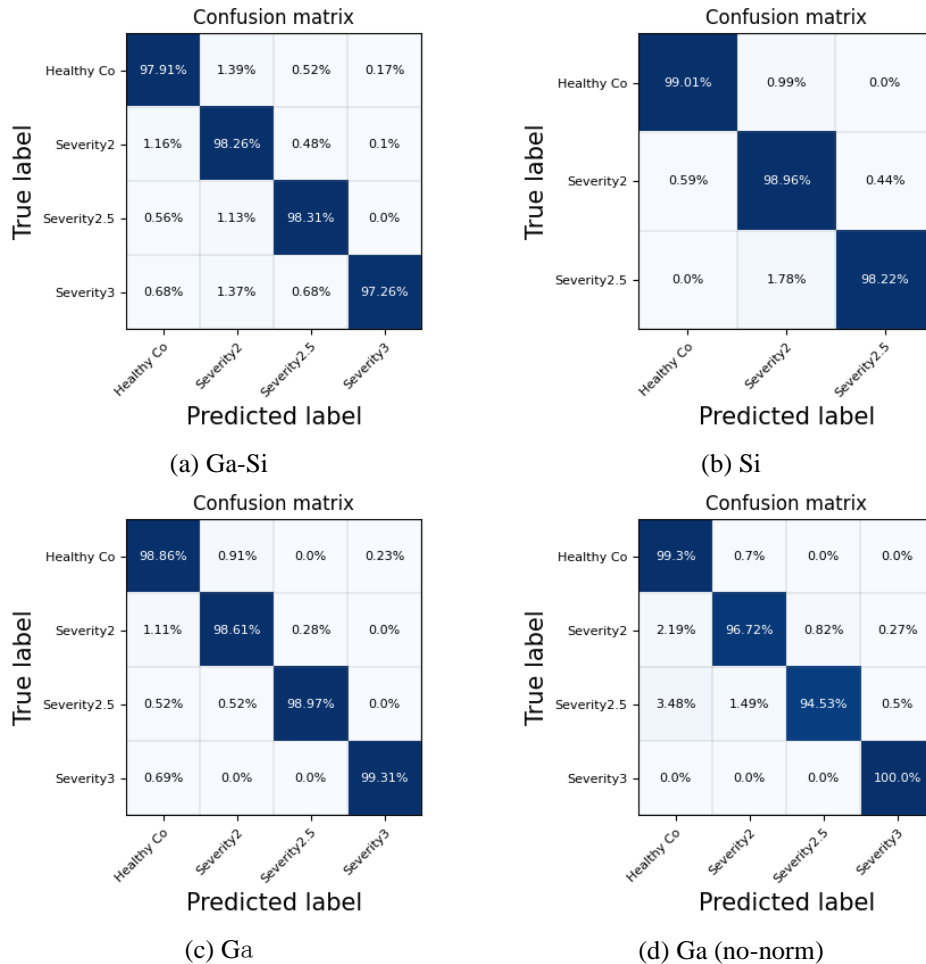 Confusion matrix
True label
Healthy Co 97.91% 1.39% 0.52% 0.17%
Severity2 1.16% 98.26% 0.48% 0.1%
Severity2.5 0.56% 1.13% 98.31% 0.0%
Severity3 0.68% 1.37% 0.68% 97.26%
Healthy Co Severity2 Severity2.5 Severity3
Predicted label
(a) Ga-Si
Confusion matrix
True label
Healthy Co 99.01% 0.99% 0.0%
Severity2 0.59% 98.96% 0.44%
Severity2.5 0.0% 1.78% 98.22%
Healthy Co Severity2 Severity2.5
Predicted label
(b) Si
Confusion matrix
True label
Healthy Co 98.86% 0.91% 0.0% 0.23%
Severity2 1.11% 98.61% 0.28% 0.0%
Severity2.5 0.52% 0.52% 98.97% 0.0%
Severity3 0.69% 0.0% 0.0% 99.31%
Healthy Co Severity2 Severity2.5 Severity3
Predicted label
(c) Ga
Confusion matrix
True label
Healthy Co 99.3% 0.7% 0.0% 0.0%
Severity2 2.19% 96.72% 0.82% 0.27%
Severity2.5 3.48% 1.49% 94.53% 0.5%
Severity3 0.0% 0.0% 0.0% 100.0%
Healthy Co Severity2 Severity2.5 Severity3
Predicted label
(d) Ga (no-norm)